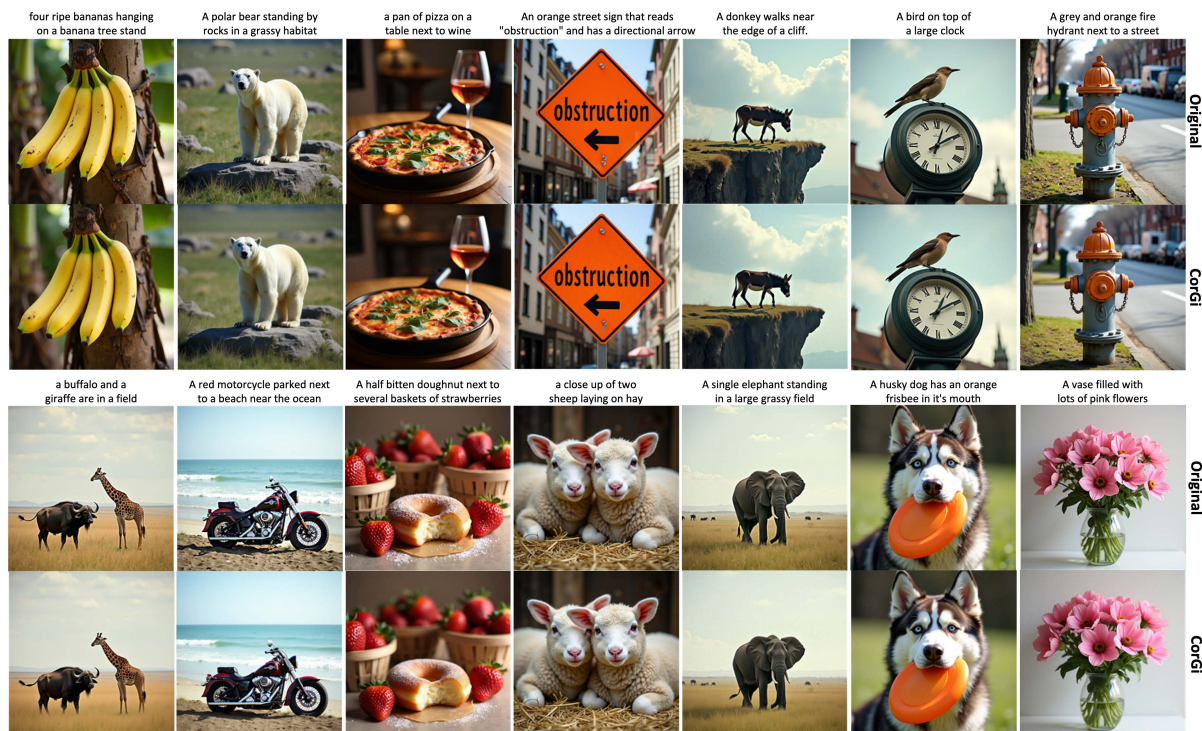 four ripe bananas hanging
on a banana tree stand
A polar bear standing by
rocks in a grassy habitat
a pan of pizza on a
table next to wine
An orange street sign that reads
"obstruction" and has a directional arrow
A donkey walks near
the edge of a cliff.
A bird on top of
a large clock
A grey and orange fire
hydrant next to a street
obstruction
Original
obstruction
CorGi
a buffalo and a
giraffe are in a field
A red motorcycle parked next
to a beach near the ocean
A half bitten doughnut next to
several baskets of strawberries
a close up of two
sheep laying on hay
A single elephant standing
in a large grassy field
A husky dog has an orange
frisbee in it's mouth
A vase filled with
lots of pink flowers
Original
CorGi